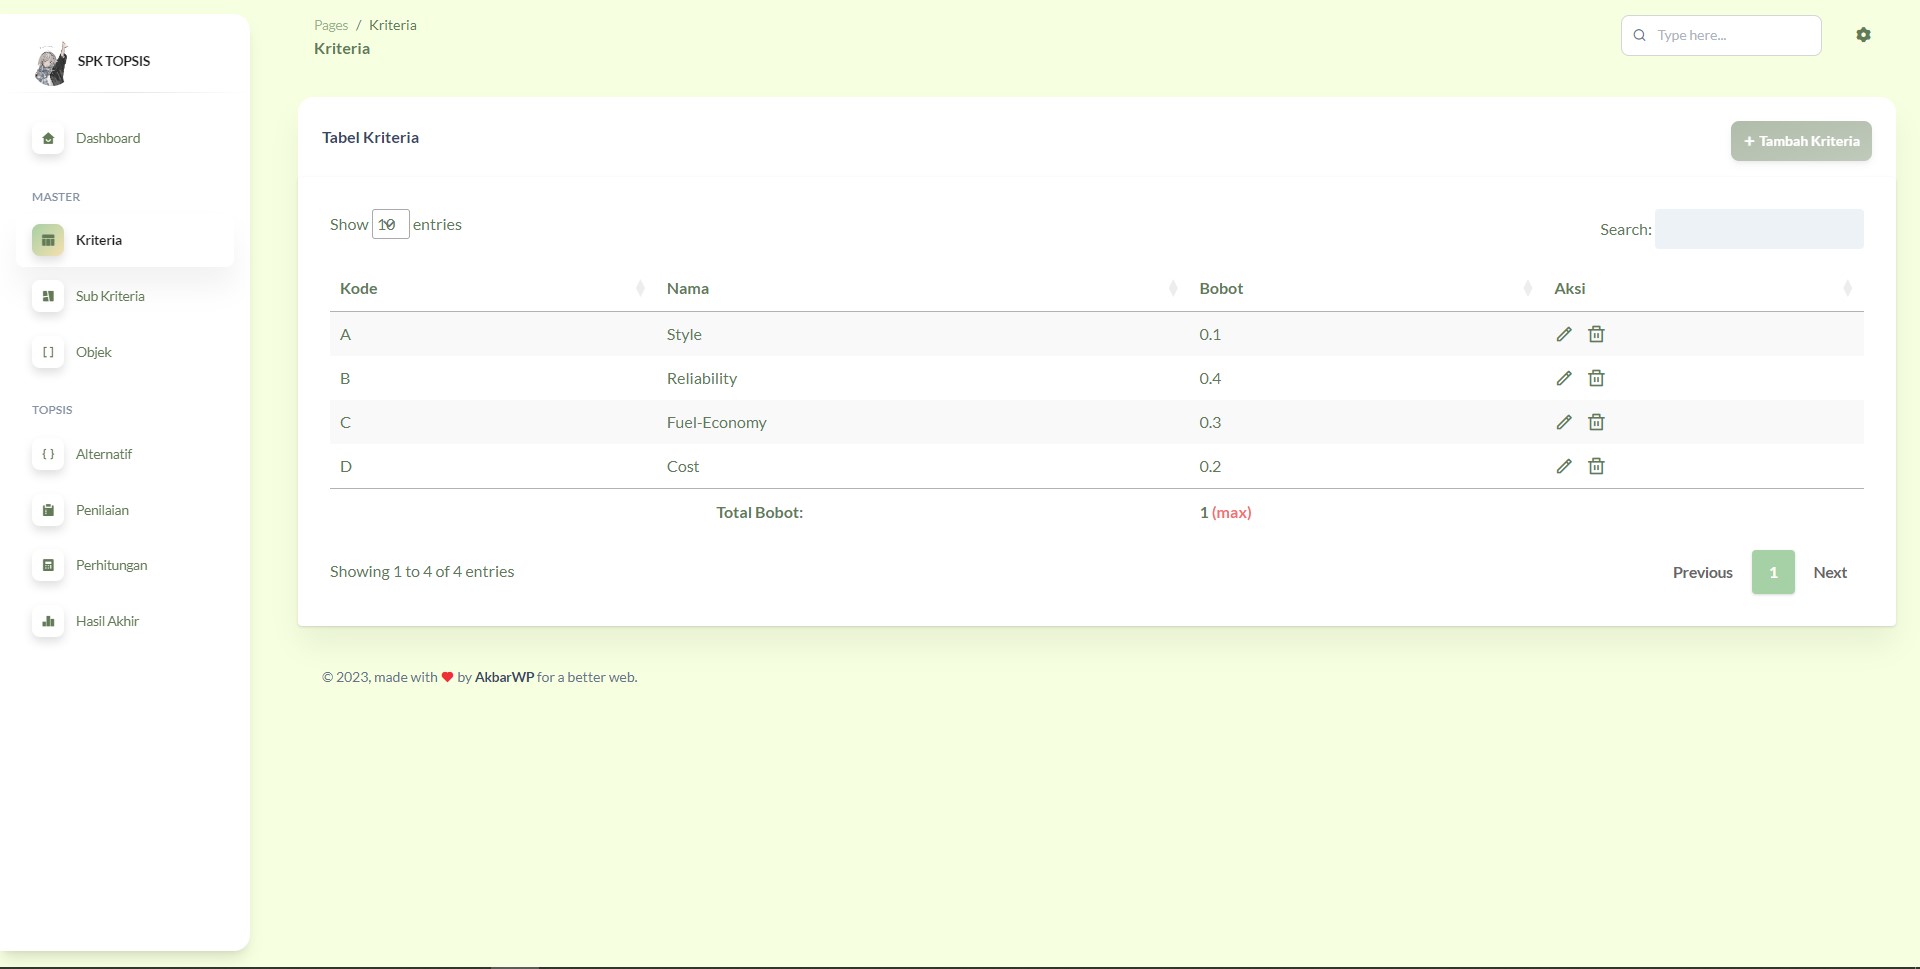 SPK TOPSIS
Dashboard
MASTER
Kriteria
Sub Kriteria
[ ] Objek
TOPSIS
{ } Alternatif
Penilaian
Perhitungan
Hasil Akhir
Pages / Kriteria
Kriteria
Type here...
Tabel Kriteria
+ Tambah Kriteria
Show 10 entries
Search:
Kode Nama Bobot Aksi
A Style 0.1
B Reliability 0.4
C Fuel-Economy 0.3
D Cost 0.2
Total Bobot: 1 (max)
Showing 1 to 4 of 4 entries
Previous 1 Next
© 2023, made with ❤ by AkbarWP for a better web.